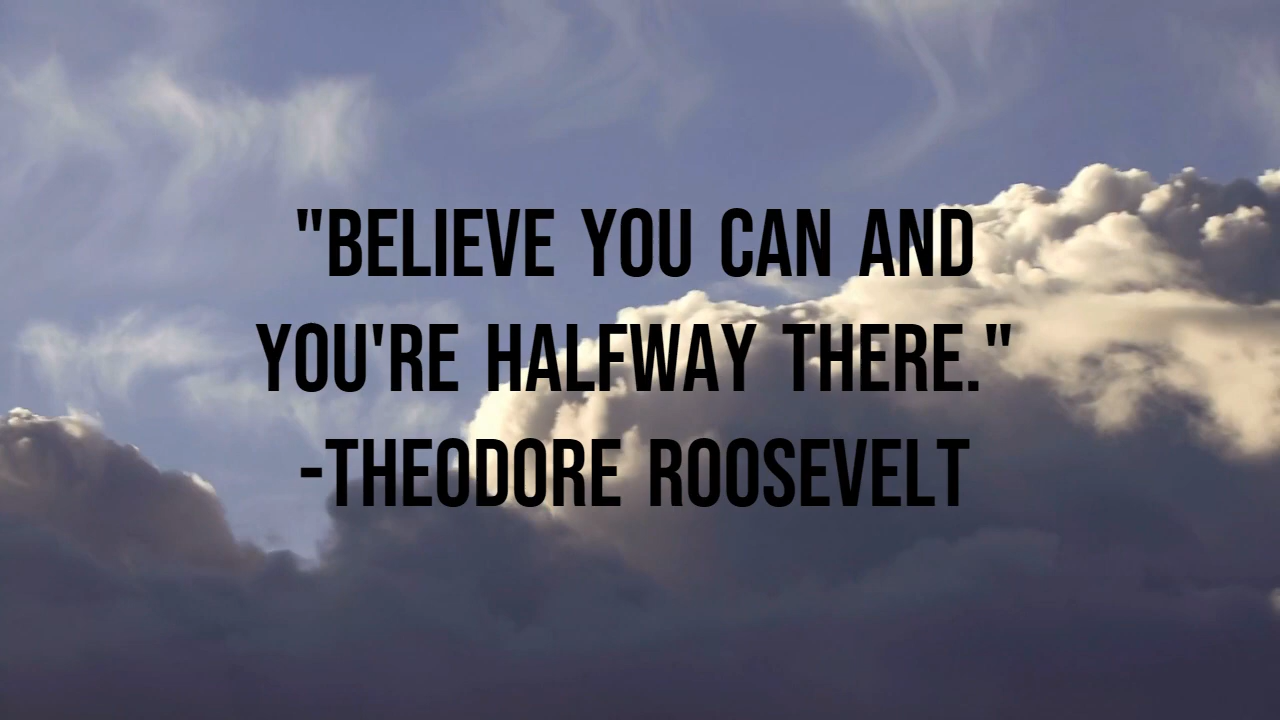 "BELIEVE YOU CAN AND
YOU'RE HALFWAY THERE."
-THEODORE ROOSEVELT